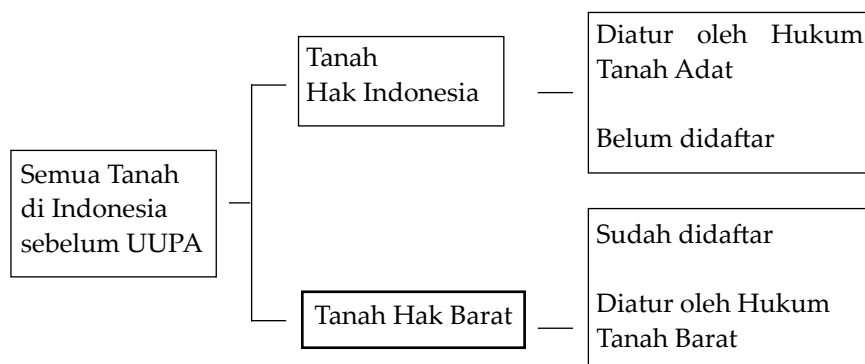 Semua Tanah
di Indonesia
sebelum UUPA
Tanah
Hak Indonesia
Diatur oleh Hukum
Tanah Adat
Belum didaftar
Tanah Hak Barat
Sudah didaftar
Diatur oleh Hukum
Tanah Barat